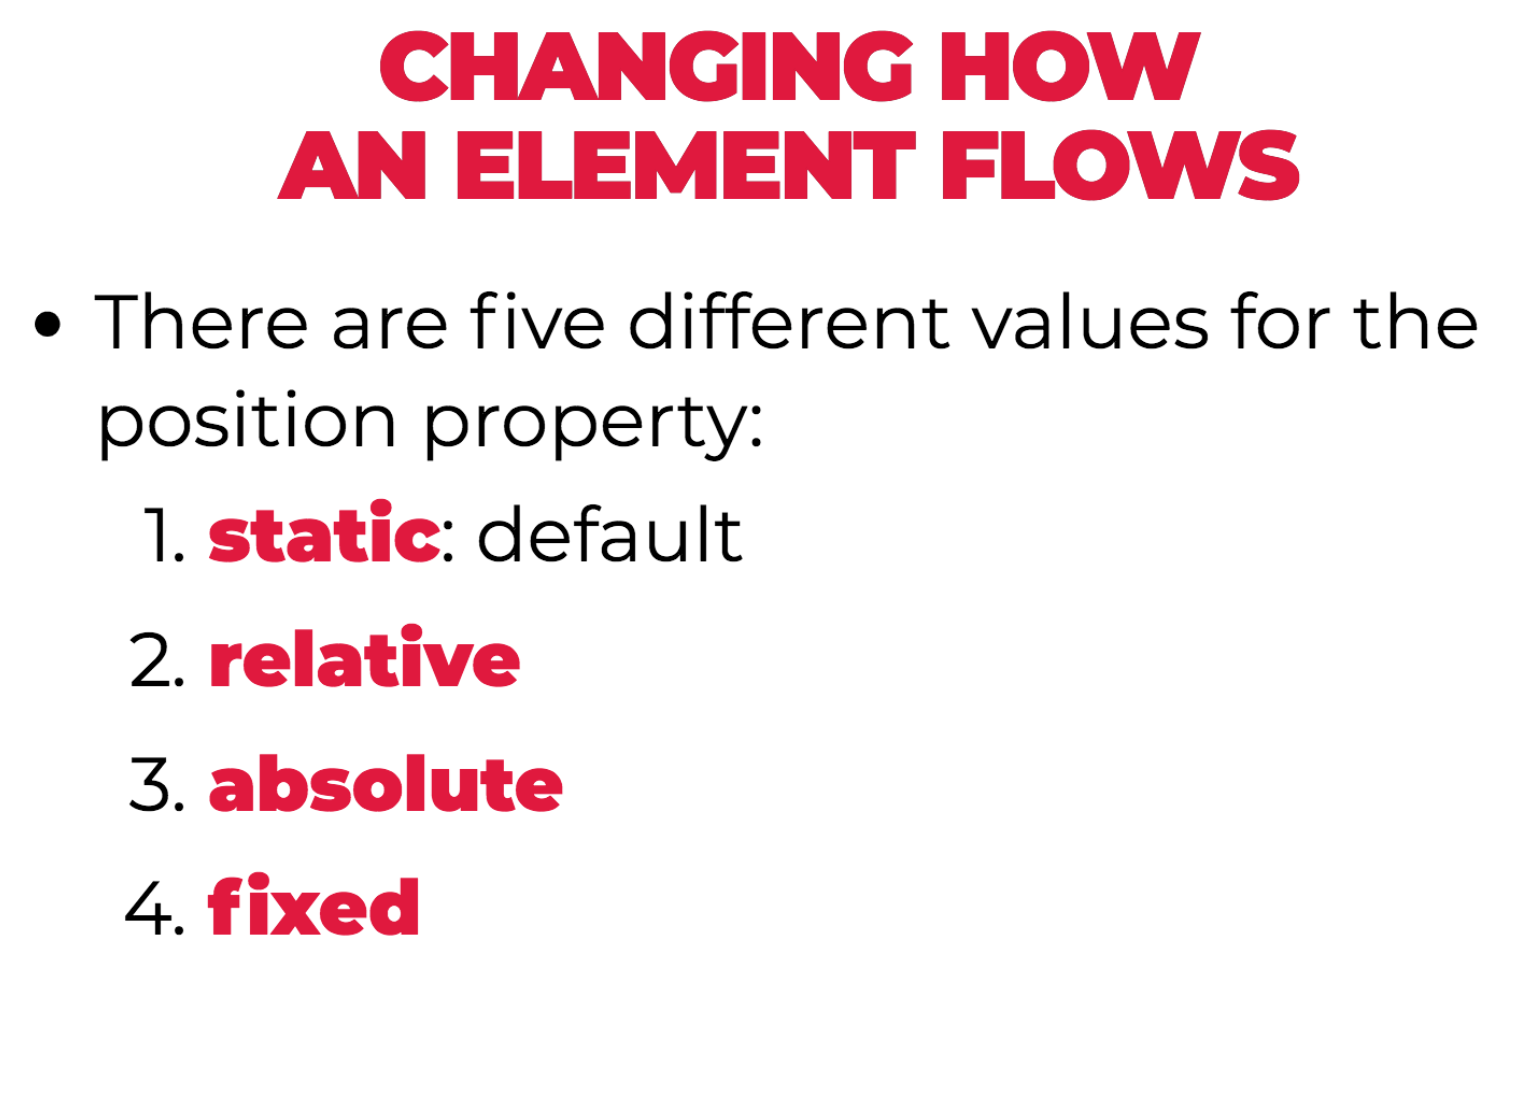 CHANGING HOW
AN ELEMENT FLOWS
• There are five different values for the
position property:
1. static: default
2. relative
3. absolute
4. fixed